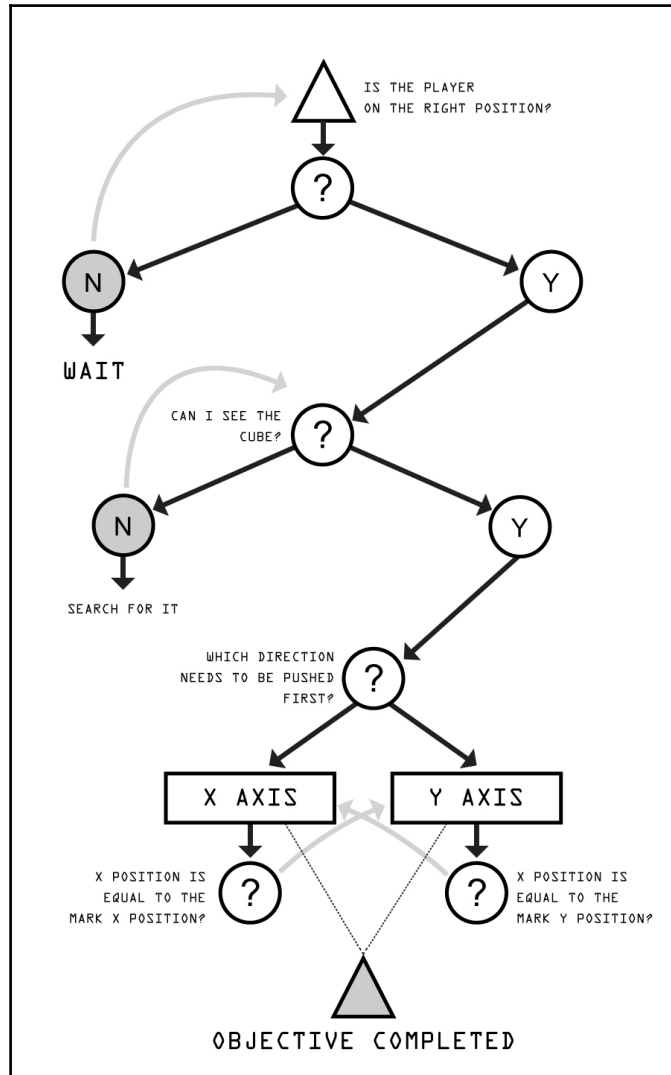 IS THE PLAYER
ON THE RIGHT POSITION?
?
N
Y
WAIT
CAN I SEE THE
CUBE?
?
N
Y
SEARCH FOR IT
WHICH DIRECTION
NEEDS TO BE PUSHED
FIRST?
?
X AXIS
Y AXIS
X POSITION IS
EQUAL TO THE
MARK X POSITION?
?
?
X POSITION IS
EQUAL TO THE
MARK Y POSITION?
OBJECTIVE COMPLETED